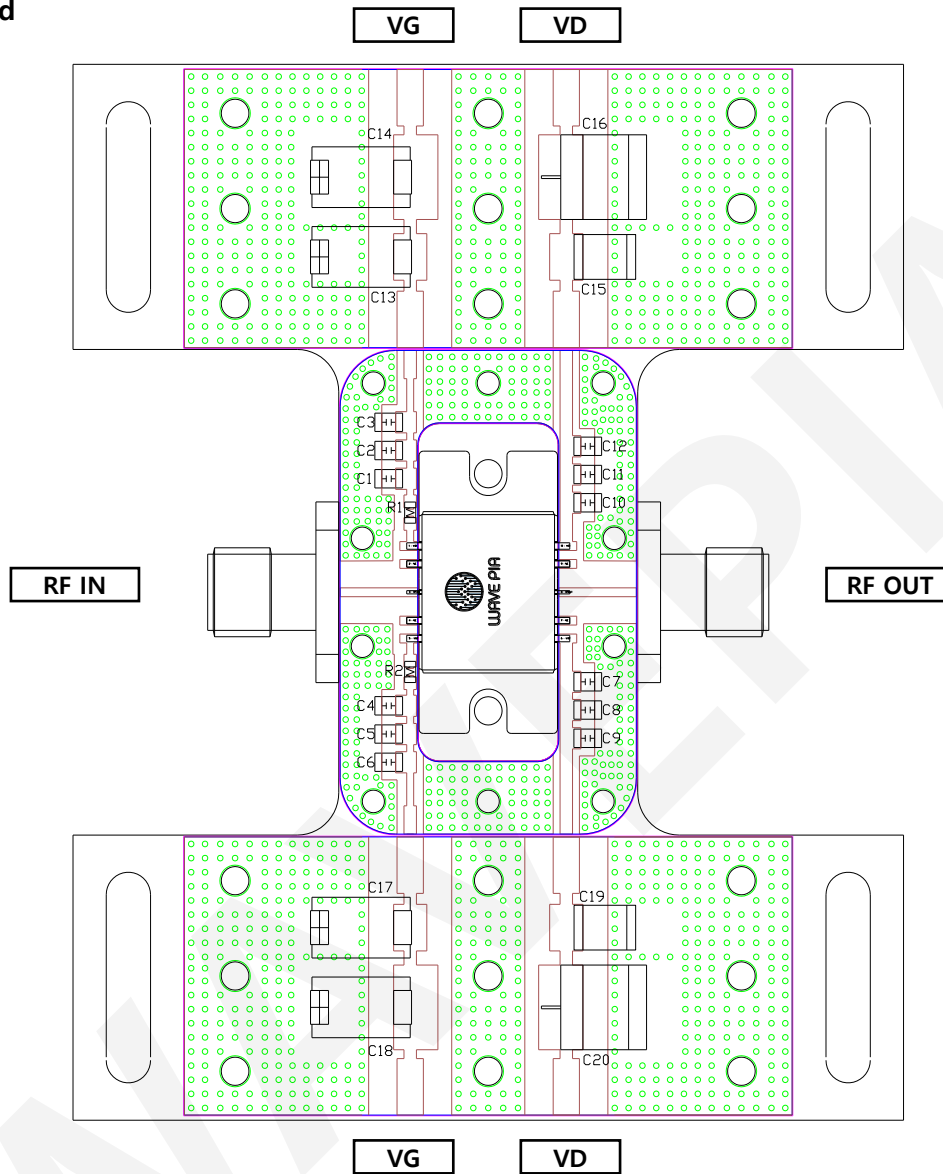 d
VG VD
C14 C16
C13 C15
C3
C2 C12
C1 C11
C10
R1
RF IN WAVE PIA RF OUT
R2
C4 C7
C5 C8
C6 C9
C17 C19
C18 C20
VG VD
WAVEPIA